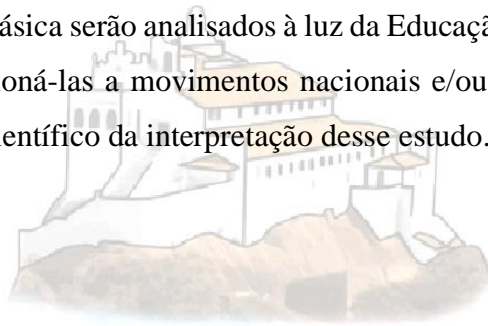 ásica serão analisados à luz da Educaçã
oná-las a movimentos nacionais e/ou
entífico da interpretação desse estudo.